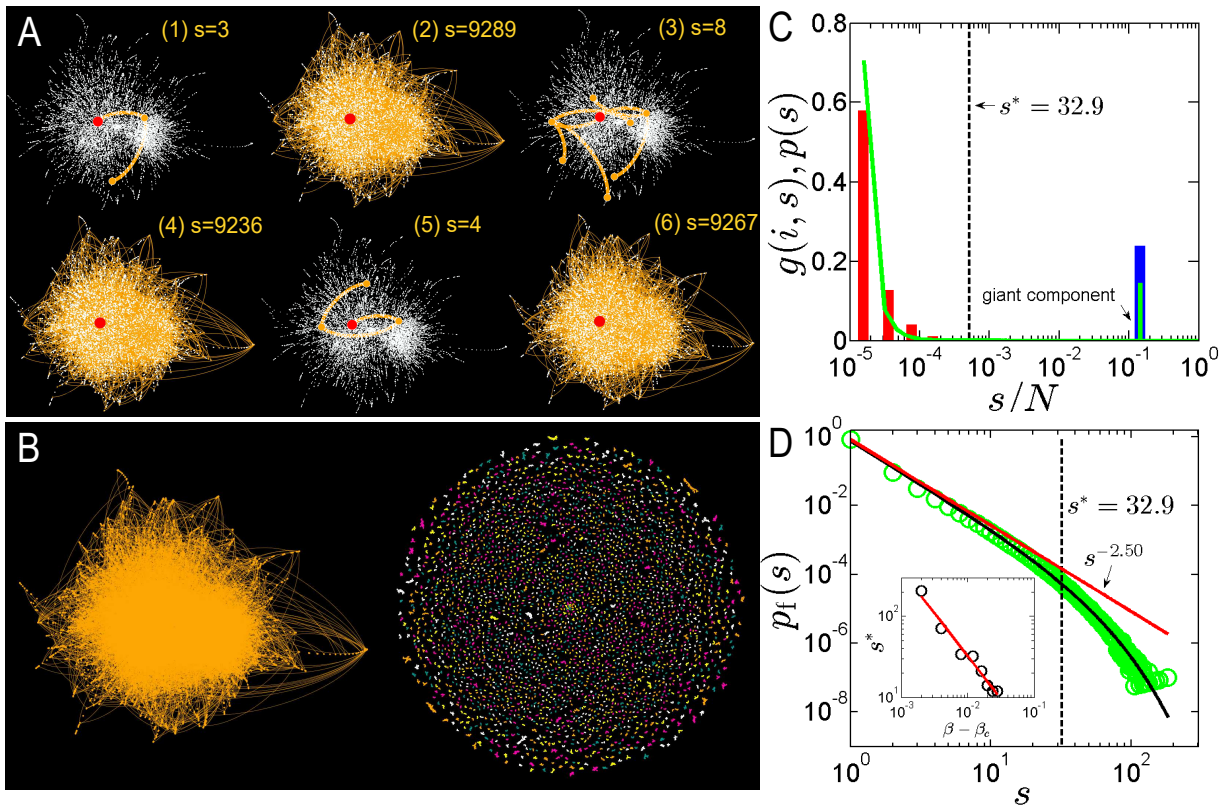 A
(1) s=3
(2) s=9289
(3) s=8
(4) s=9236
(5) s=4
(6) s=9267
B
C
g(i, s), p(s)
0.8
0.6
0.4
0.2
0
s* = 32.9
giant component
10^-5
10^-4
10^-3
10^-2
10^-1
10^0
s/N
D
p_f(s)
10^0
10^-2
10^-4
10^-6
10^-8
s* = 32.9
s^-2.50
s*
10^2
10^1
10^-3
10^-2
10^-1
β − β_c
10^0
10^1
10^2
s